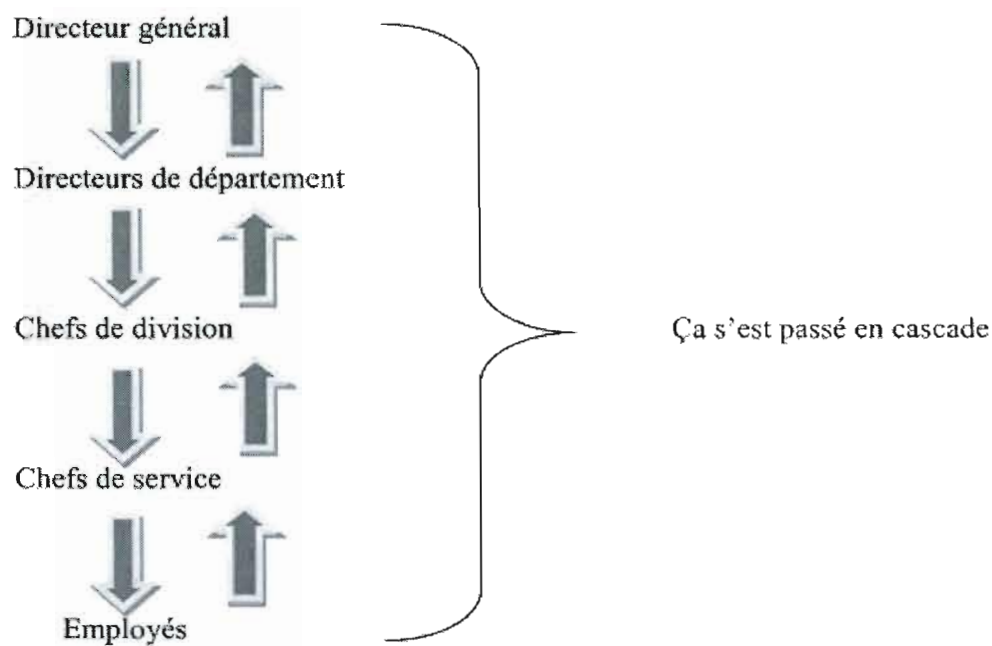 Directeur général
Directeurs de département
Chefs de division
Ça s'est passé en cascade
Chefs de service
Employés